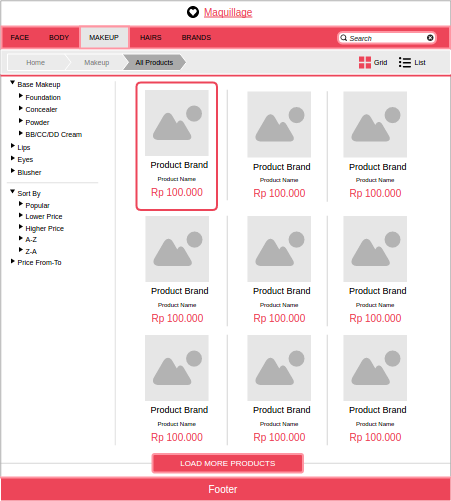 Maquillage
FACE BODY MAKEUP HAIRS BRANDS Search
Home Makeup All Products Grid List
Base Makeup
Foundation
Concealer
Powder
BB/CC/DD Cream
Lips
Eyes
Blusher
Sort By
Popular
Lower Price
Higher Price
A-Z
Z-A
Price From-To
Product Brand Product Brand Product Brand
Product Name Product Name Product Name
Rp 100.000 Rp 100.000 Rp 100.000
Product Brand Product Brand Product Brand
Product Name Product Name Product Name
Rp 100.000 Rp 100.000 Rp 100.000
Product Brand Product Brand Product Brand
Product Name Product Name Product Name
Rp 100.000 Rp 100.000 Rp 100.000
LOAD MORE PRODUCTS
Footer